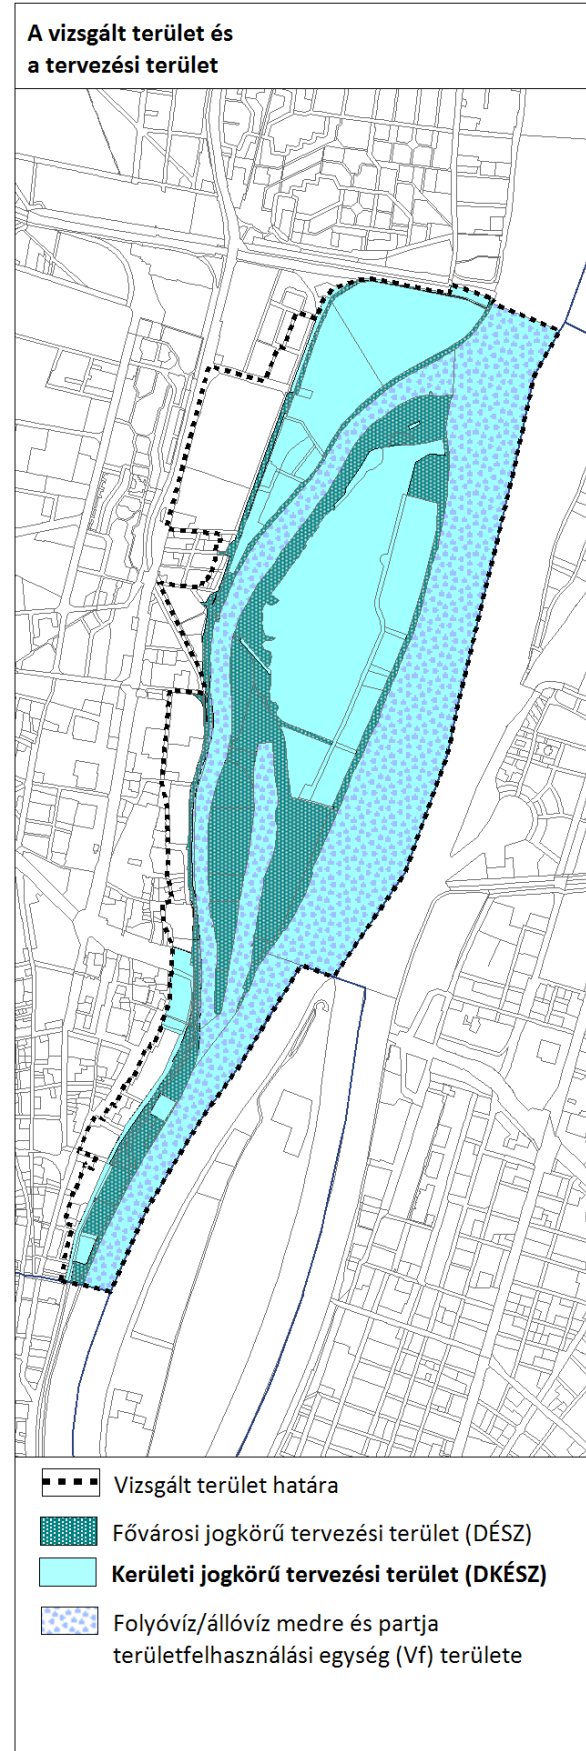 A vizsgált terület és
a tervezési terület
Vizsgált terület határa
Fővárosi jogkörű tervezési terület (DÉSZ)
Kerületi jogkörű tervezési terület (DKÉSZ)
Folyóvíz/állóvíz medre és partja
területfelhasználási egység (Vf) területe